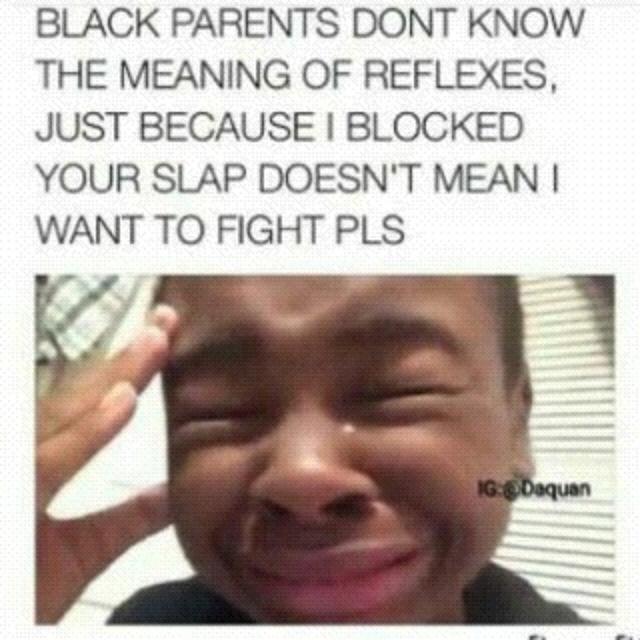 BLACK PARENTS DONT KNOW
THE MEANING OF REFLEXES,
JUST BECAUSE I BLOCKED
YOUR SLAP DOESN'T MEAN I
WANT TO FIGHT PLS
IG:@Daquan